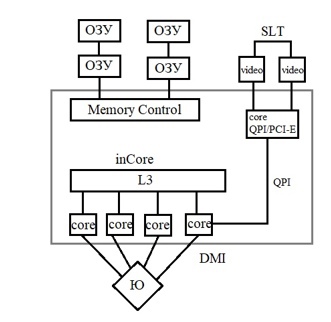 ОЗУ ОЗУ
SLT
ОЗУ ОЗУ
video video
Memory Control
core
QPI/PCI-E
inCore
L3
QPI
core core core core
DMI
Ю